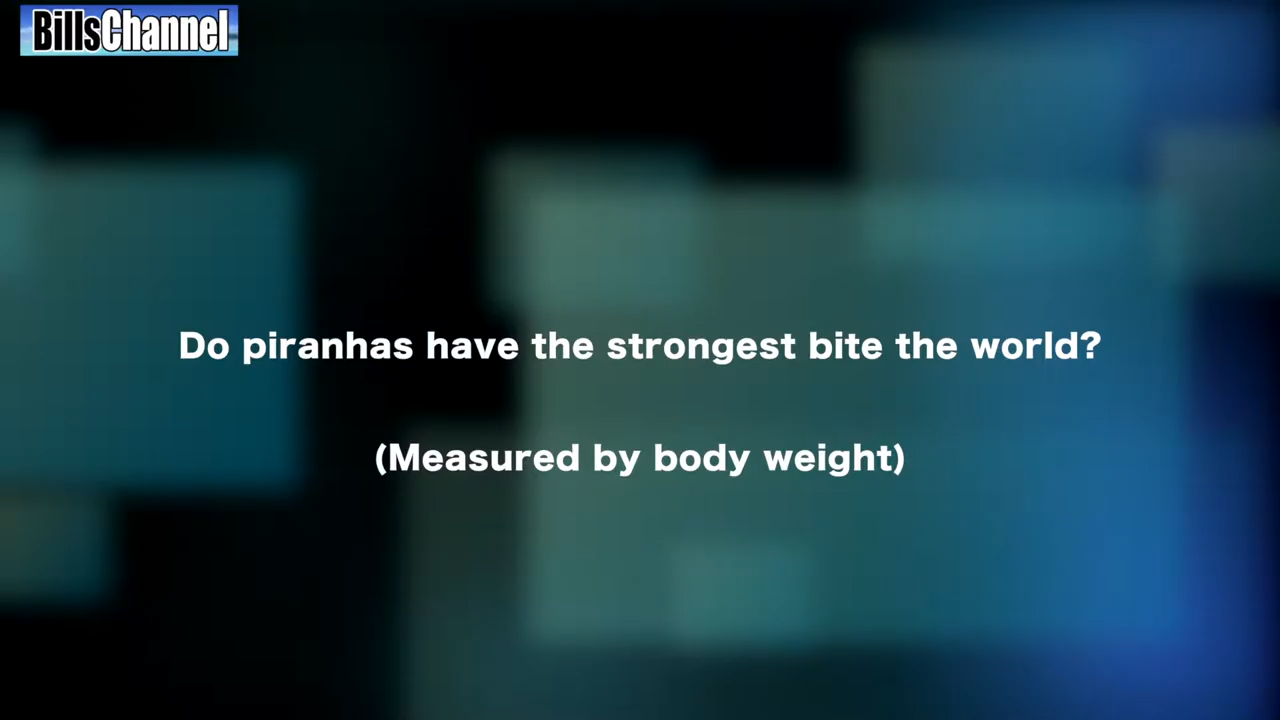 BillsChannel
Do piranhas have the strongest bite the world?
(Measured by body weight)